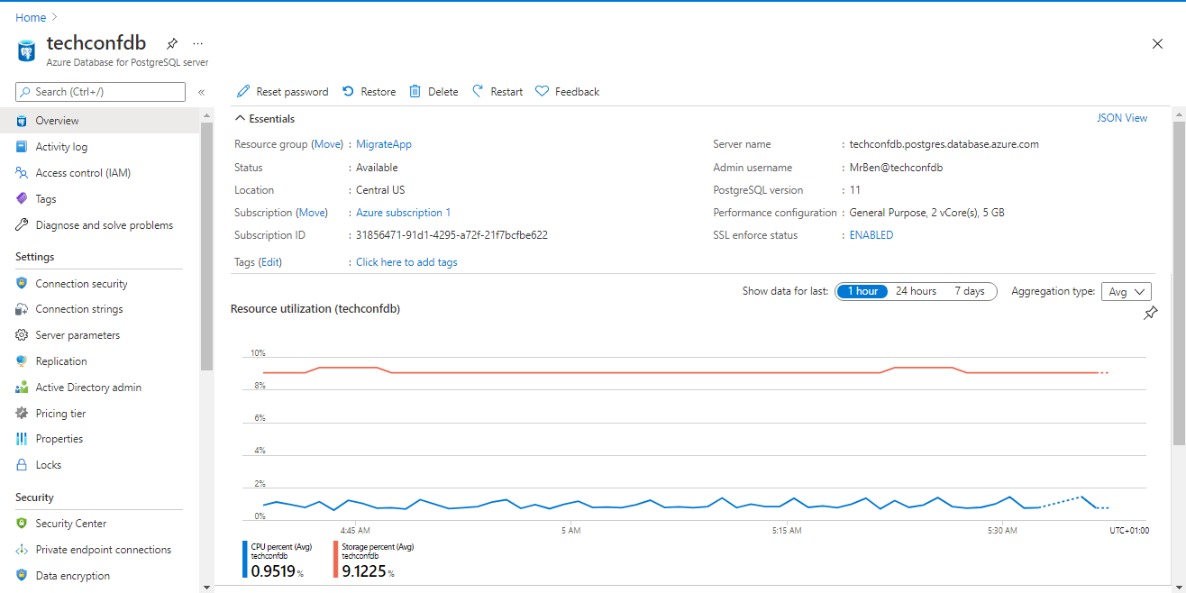 Home >
techconfdb ...
Azure Database for PostgreSQL server
Search (Ctrl+/)
«
Overview
Activity log
Access control (IAM)
Tags
Diagnose and solve problems
Settings
Connection security
Connection strings
Server parameters
Replication
Active Directory admin
Pricing tier
Properties
Locks
Security
Security Center
Private endpoint connections
Data encryption
Reset password Restore Delete Restart Feedback
Essentials JSON View
Resource group (Move) : MigrateApp
Status : Available
Location : Central US
Subscription (Move) : Azure subscription 1
Subscription ID : 31856471-91d1-4295-a72f-21f7bcfbe622
Tags (Edit) : Click here to add tags
Server name : techconfdb.postgres.database.azure.com
Admin username : MrBen@techconfdb
PostgreSQL version : 11
Performance configuration : General Purpose, 2 vCore(s), 5 GB
SSL enforce status : ENABLED
Show data for last: 1 hour 24 hours 7 days Aggregation type: Avg
Resource utilization (techconfdb)
10%
8%
6%
4%
2%
0%
4:45 AM 5 AM 5:15 AM 5:30 AM UTC+01:00
CPU percent (Avg)
techconfdb
0.9519 %
Storage percent (Avg)
techconfdb
9.1225 %